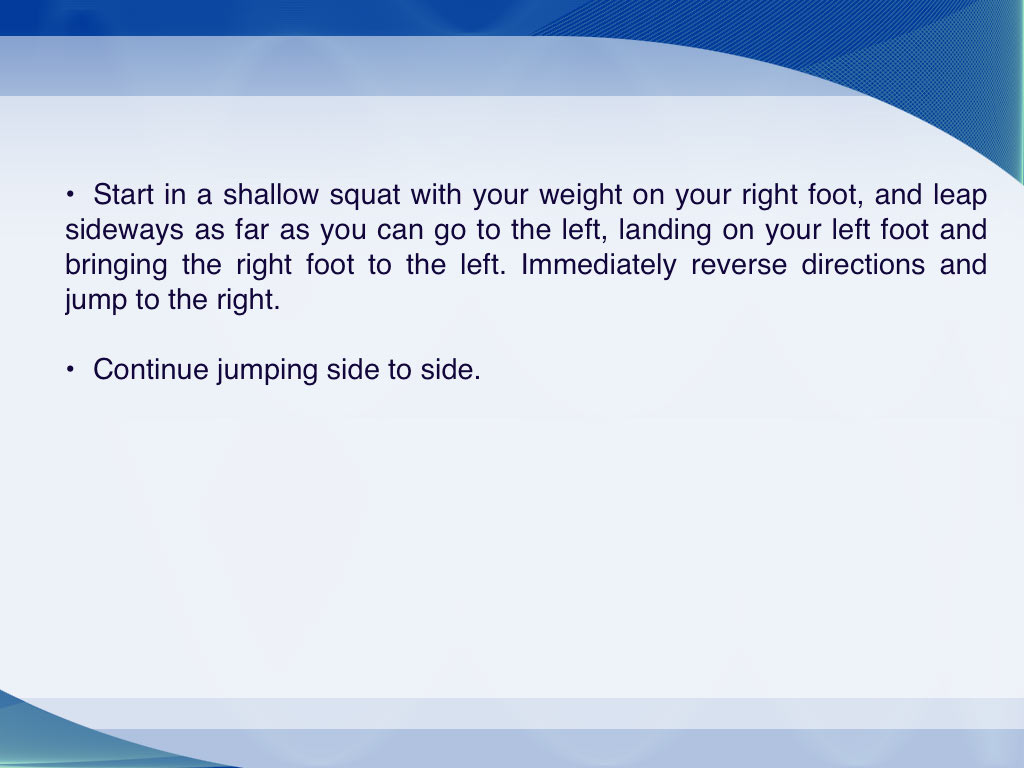 • Start in a shallow squat with your weight on your right foot, and leap
sideways as far as you can go to the left, landing on your left foot and
bringing the right foot to the left. Immediately reverse directions and
jump to the right.
• Continue jumping side to side.